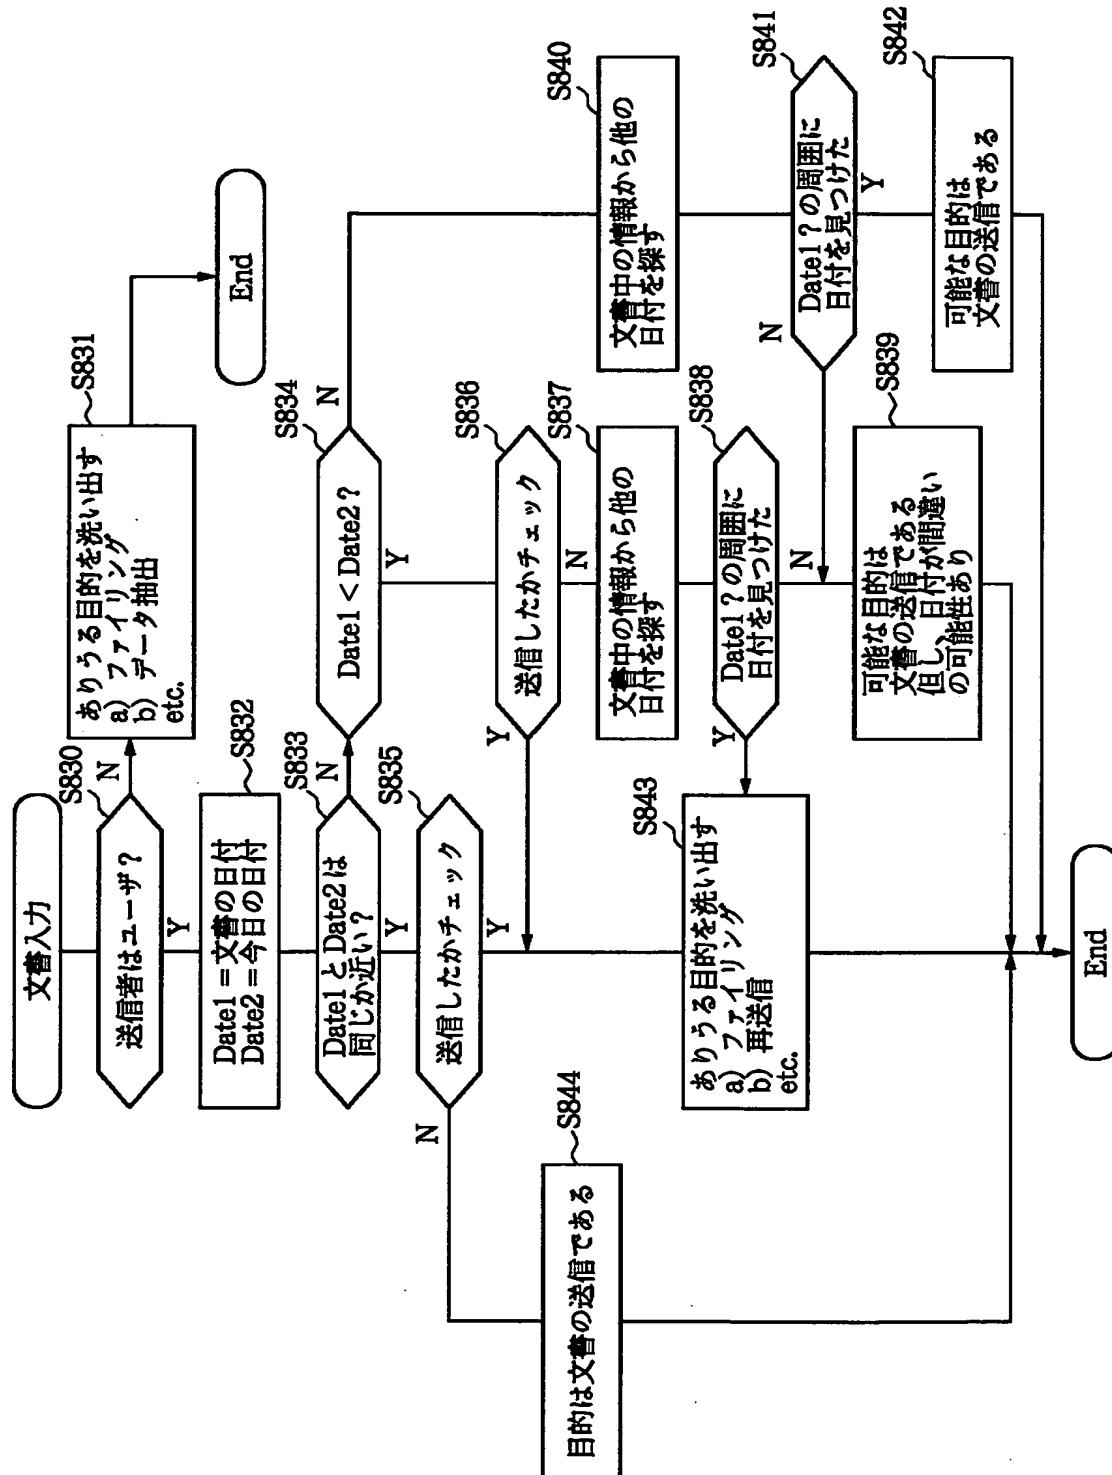 文書入力
S830
送信者はユーザ？
N
Y
S831
ありうる目的を洗い出す
a) ファイリング
b) データ抽出
etc.
End
S832
Date1＝文書の日付
Date2＝今日の日付
S833
Date1とDate2は
同じか近い？
N
Y
S834
Date1＜Date2？
N
Y
S835
送信したかチェック
N
Y
S836
送信したかチェック
Y
N
S837
文書中の情報から他の
日付を探す
S838
Date1？の周囲に
日付を見つけた
Y
N
S839
可能な目的は
文書の送信である
但し、日付が間違い
の可能性あり
S840
文書中の情報から他の
日付を探す
S841
Date1？の周囲に
日付を見つけた
N
Y
S842
可能な目的は
文書の送信である
S843
ありうる目的を洗い出す
a) ファイリング
b) 再送信
etc.
S844
目的は文書の送信である
End